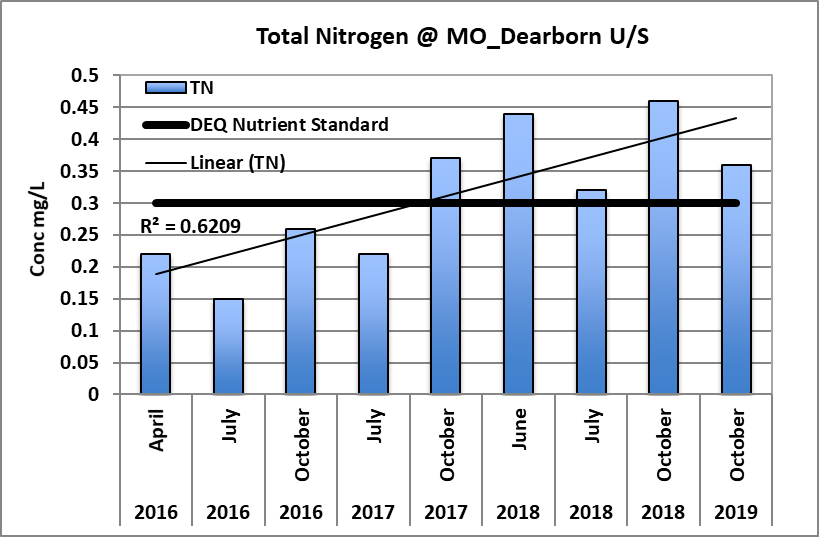 Total Nitrogen @ MO_Dearborn U/S
0.5
0.45
0.4
0.35
0.3
0.25
0.2
0.15
0.1
0.05
0
Conc mg/L
TN
DEQ Nutrient Standard
Linear (TN)
R² = 0.6209
April July October July October June July October October
2016 2016 2016 2017 2017 2018 2018 2018 2019